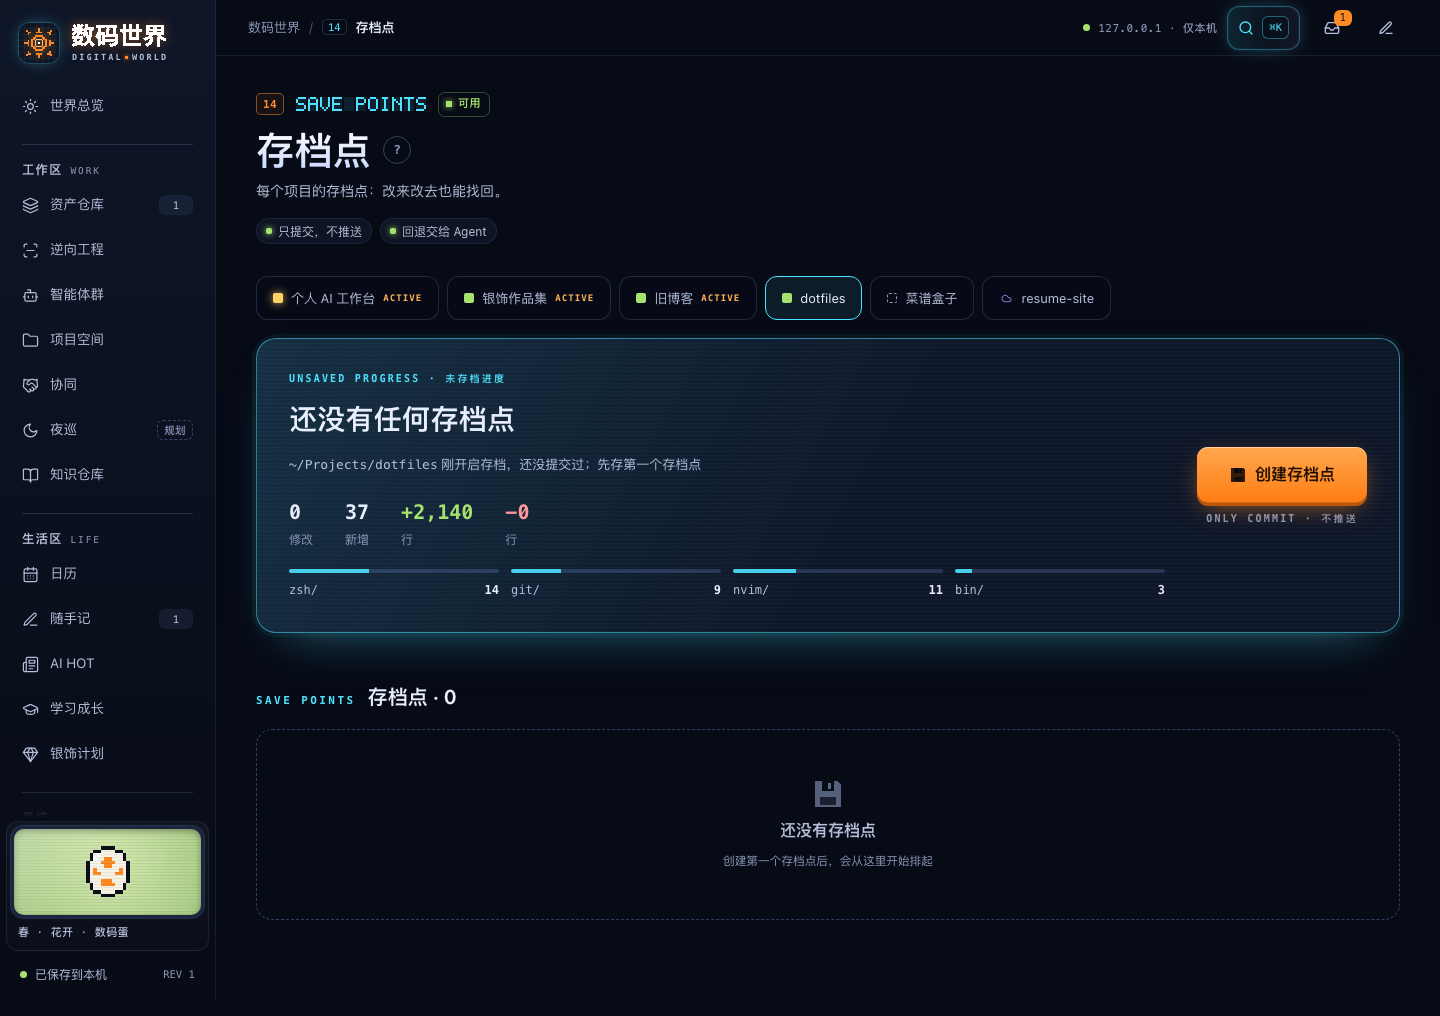 数码世界
DIGITAL WORLD
世界总览
工作区 WORK
资产仓库 1
逆向工程
智能体群
项目空间
协同
夜巡 规划
知识仓库
生活区 LIFE
日历
随手记 1
AI HOT
学习成长
银饰计划
春 · 花开 · 数码蛋
已保存到本机 REV 1
数码世界 / 14 存档点
127.0.0.1 · 仅本机 ⌘K 1
14 SAVE POINTS 可用
存档点 ?
每个项目的存档点：改来改去也能找回。
只提交，不推送 回退交给 Agent
个人 AI 工作台 ACTIVE 银饰作品集 ACTIVE 旧博客 ACTIVE dotfiles 菜谱盒子 resume-site
UNSAVED PROGRESS · 未存档进度
还没有任何存档点
~/Projects/dotfiles 刚开启存档，还没提交过；先存第一个存档点
0 37 +2,140 −0
修改 新增 行 行
zsh/ 14 git/ 9 nvim/ 11 bin/ 3
创建存档点
ONLY COMMIT · 不推送
SAVE POINTS 存档点 · 0
还没有存档点
创建第一个存档点后，会从这里开始排起